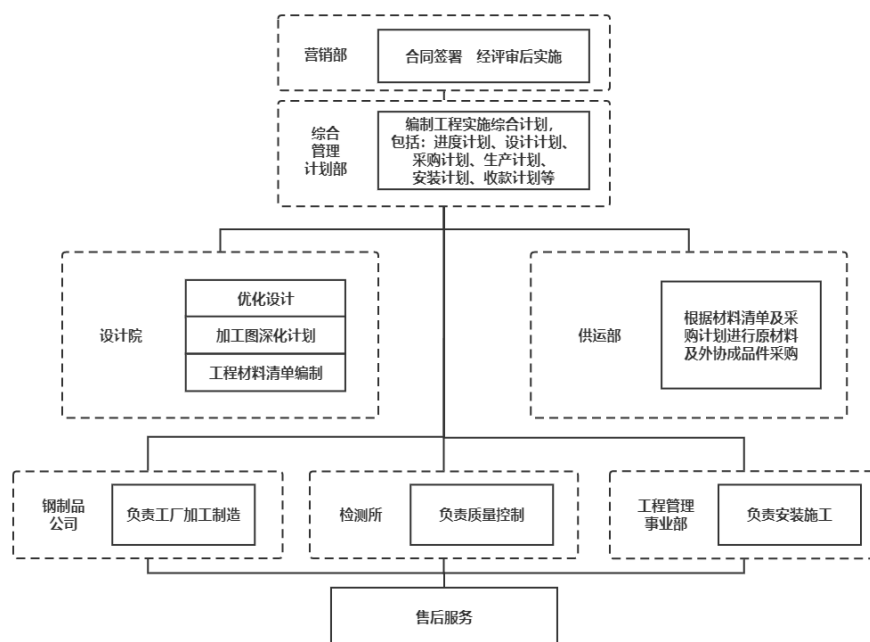 营销部
合同签署 经评审后实施
综合
管理
计划部
编制工程实施综合计划,
包括：进度计划、设计计划、
采购计划、生产计划、
安装计划、收款计划等
设计院
优化设计
加工图深化计划
工程材料清单编制
供运部
根据材料清单及采
购计划进行原材料
及外协成品件采购
钢制品
公司
负责工厂加工制造
检测所
负责质量控制
工程管理
事业部
负责安装施工
售后服务